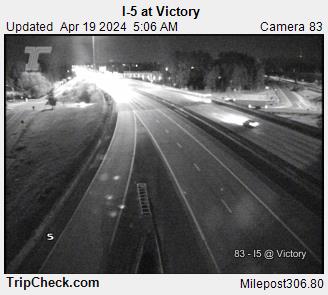 I-5 at Victory
Updated Apr 19 2024 5:06 AM Camera 83
S
83 - I5 @ Victory
TripCheck.com Milepost306.80